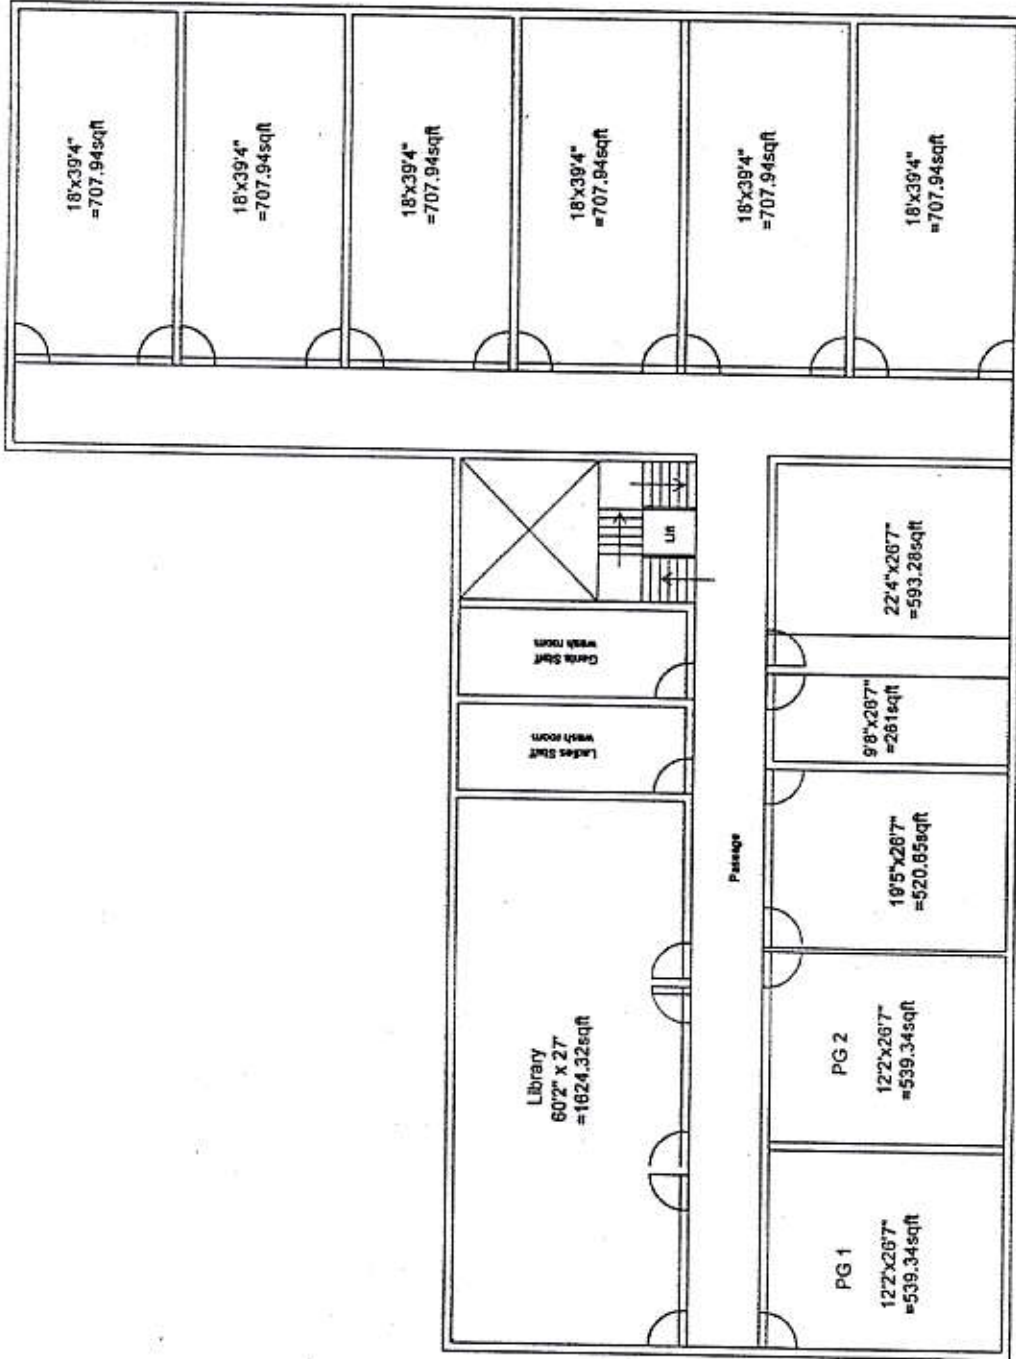 18'x39'4"
=707.94sqft
18'x39'4"
=707.94sqft
18'x39'4"
=707.94sqft
18'x39'4"
=707.94sqft
18'x39'4"
=707.94sqft
18'x39'4"
=707.94sqft
Lift
Gents Staff
wash room
Ladies Staff
wash room
22'4"x26'7"
=593.28sqft
9'8"x26'7"
=261sqft
19'5"x26'7"
=520.65sqft
Passage
Library
60'2" x 27'
=1624.32sqft
PG 2
12'2'x26'7"
=539.34sqft
PG 1
12'2'x26'7"
=539.34sqft